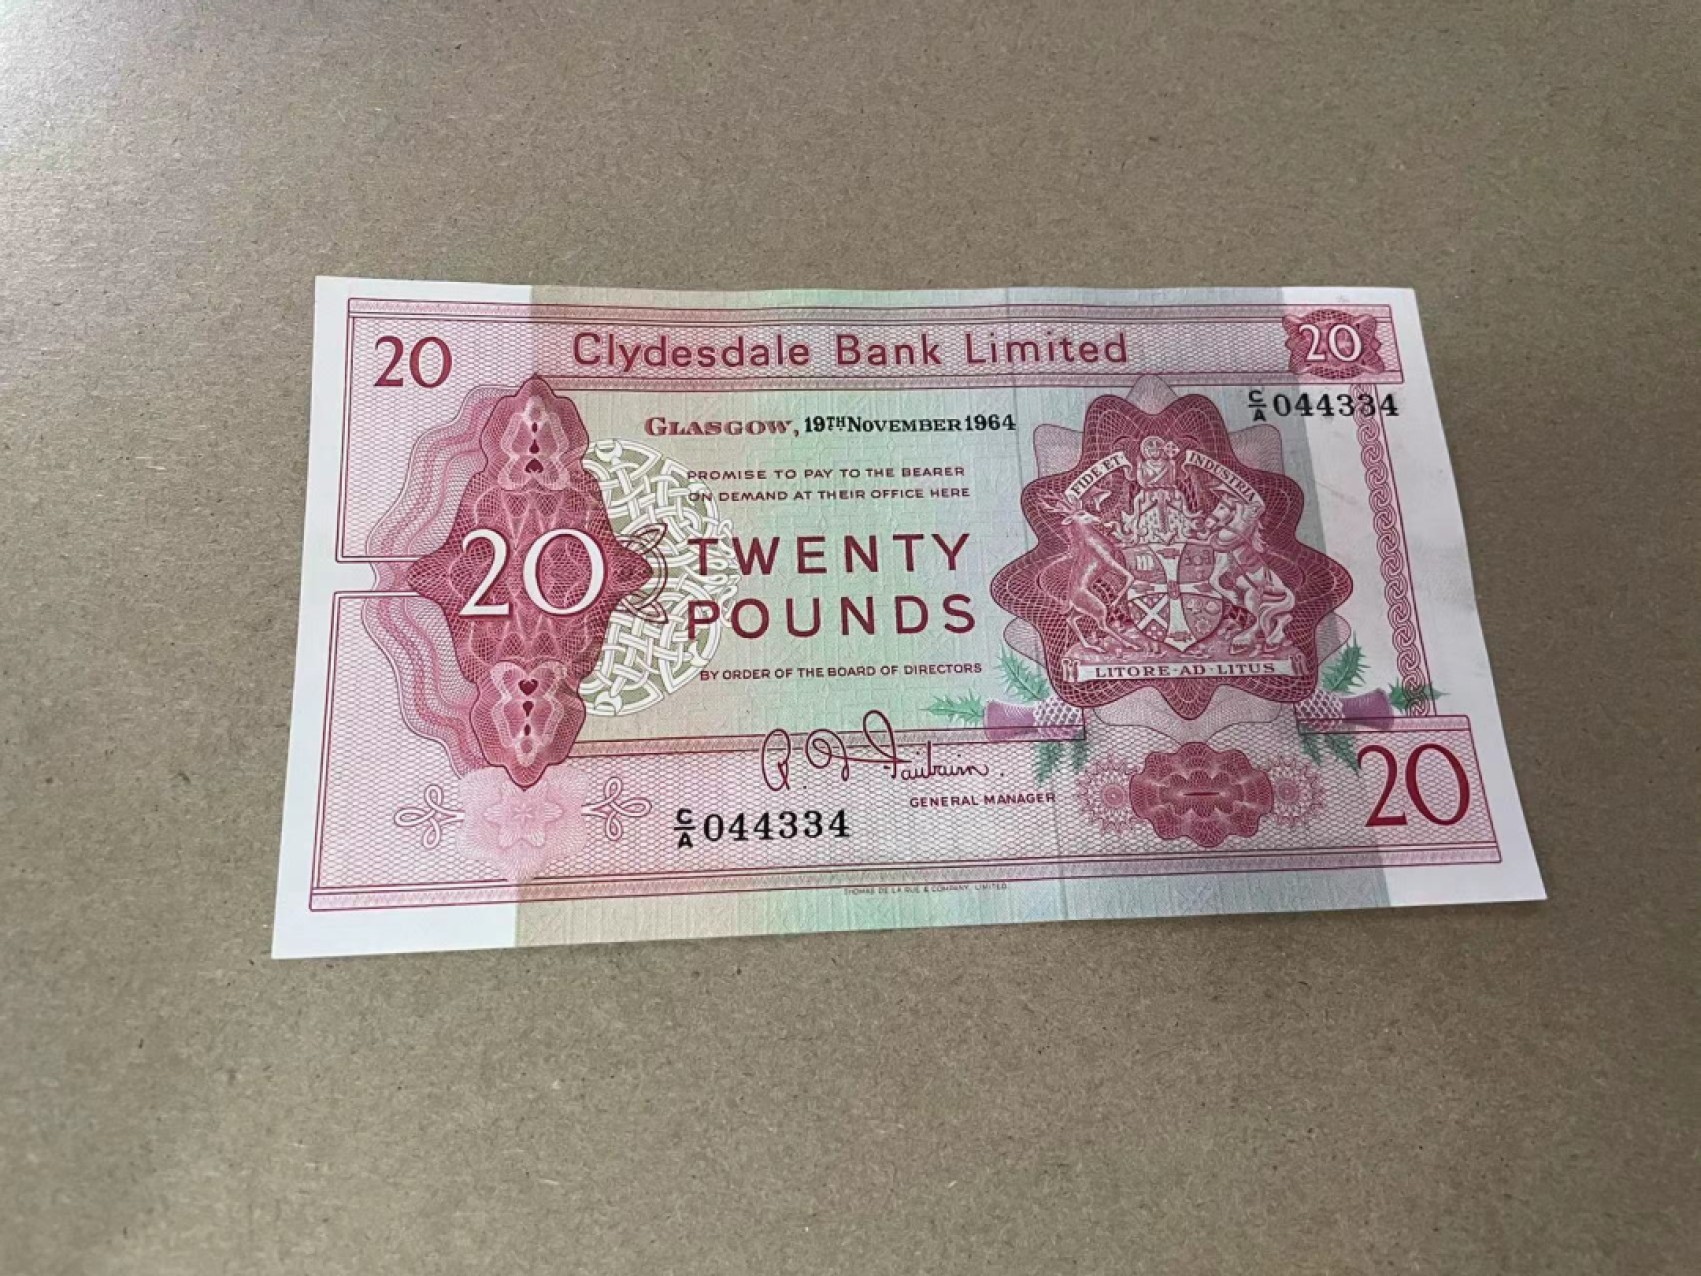 20
Clydesdale Bank Limited
20
C/A 044334
GLASGOW, 19TH NOVEMBER 1964
PROMISE TO PAY TO THE BEARER
ON DEMAND AT THEIR OFFICE HERE
FIDE ET INDUSTRIA
20
TWENTY
POUNDS
LITORE·AD·LITUS
BY ORDER OF THE BOARD OF DIRECTORS
R. D. Fairbairn.
GENERAL MANAGER
20
C/A 044334
THOMAS DE LA RUE & COMPANY, LIMITED.